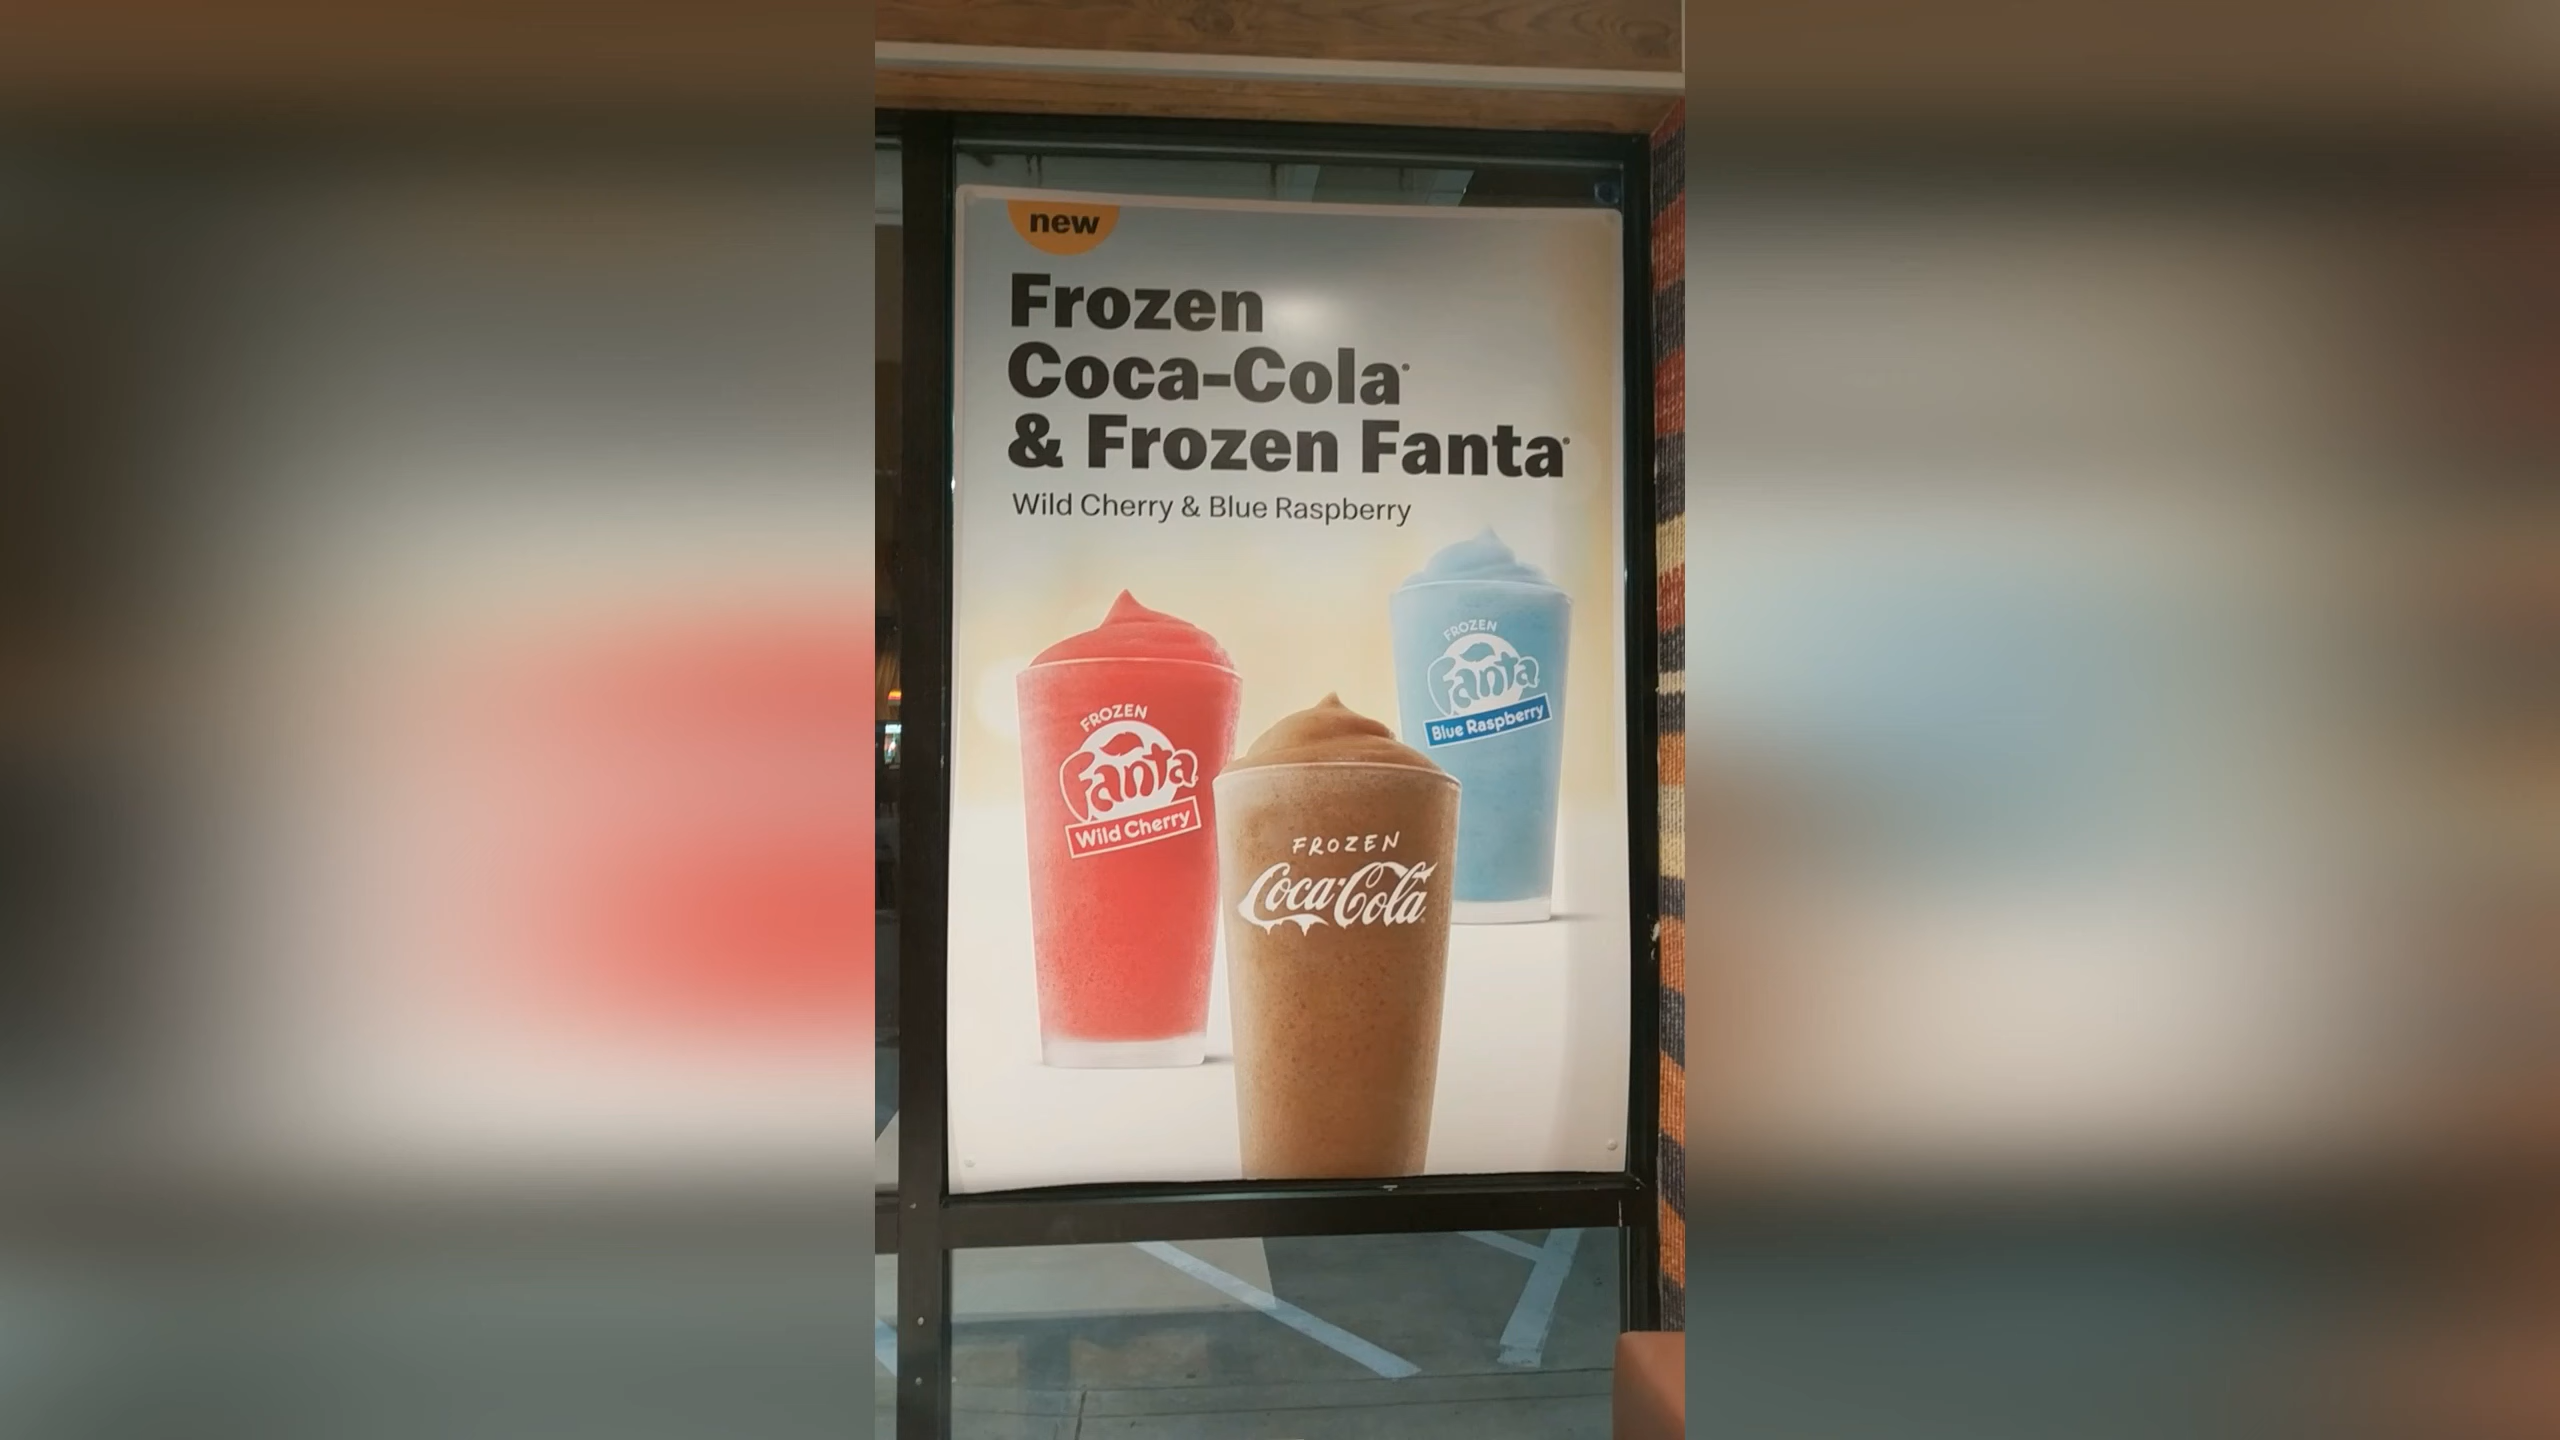 new
Frozen
Coca-Cola
& Frozen Fanta
Wild Cherry & Blue Raspberry
FROZEN
Fanta
Blue Raspberry
FROZEN
Fanta
Wild Cherry
FROZEN
Coca-Cola